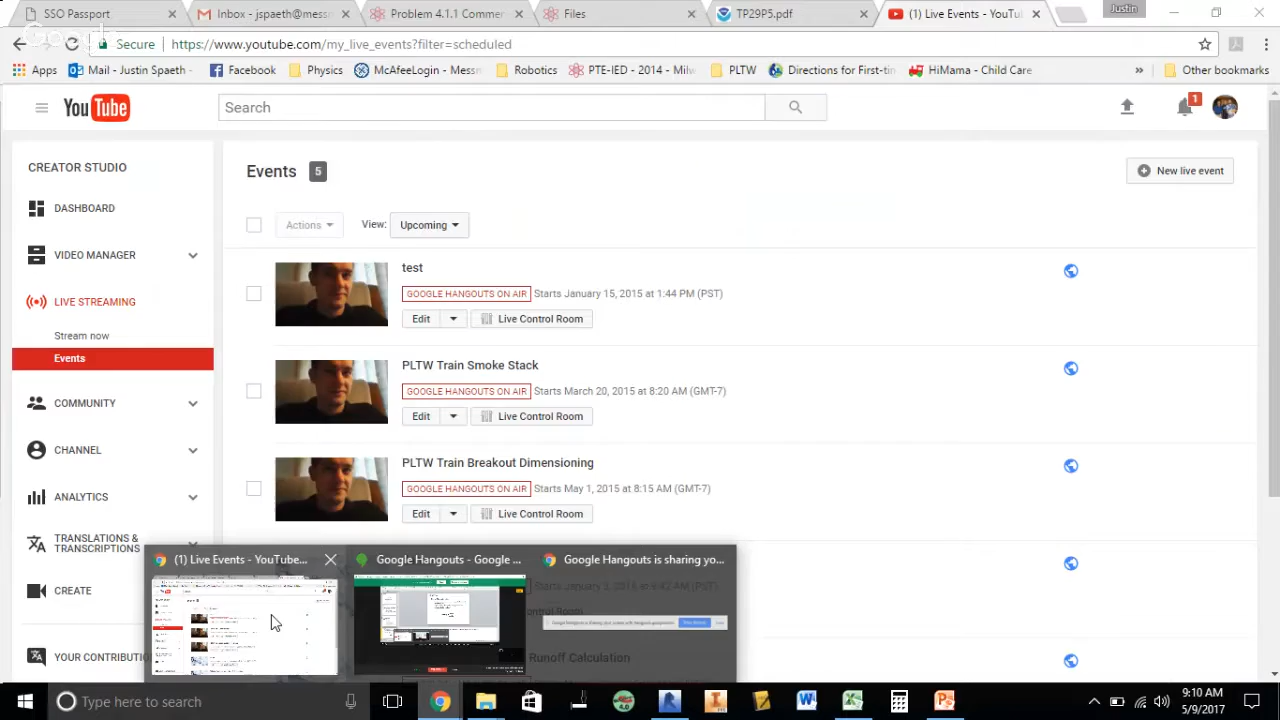 SSO Passport
Inbox - jspaeth@messmer
Problem 4.1.1 Commer
Files
TP29P5.pdf
(1) Live Events - YouTu
Justin
Google
Secure
https://www.youtube.com/my_live_events?filter=scheduled
Apps
Mail - Justin Spaeth
Facebook
Physics
McAfeeLogin - Messn
Robotics
PTE-IED - 2014 - Milw
PLTW
Directions for First-tin
HiMama - Child Care
»
Other bookmarks
YouTube
Search
1
CREATOR STUDIO
DASHBOARD
VIDEO MANAGER
LIVE STREAMING
Stream now
Events
COMMUNITY
CHANNEL
ANALYTICS
TRANSLATIONS &
TRANSCRIPTIONS
CREATE
YOUR CONTRIBUTIO
Events 5
New live event
Actions
View: Upcoming
test
GOOGLE HANGOUTS ON AIR Starts January 15, 2015 at 1:44 PM (PST)
Edit Live Control Room
PLTW Train Smoke Stack
GOOGLE HANGOUTS ON AIR Starts March 20, 2015 at 8:20 AM (GMT-7)
Edit Live Control Room
PLTW Train Breakout Dimensioning
GOOGLE HANGOUTS ON AIR Starts May 1, 2015 at 8:15 AM (GMT-7)
Edit Live Control Room
(1) Live Events - YouTube...
Google Hangouts - Google ...
Google Hangouts is sharing yo...
Runoff Calculation
Type here to search
4.0
9:10 AM
5/9/2017